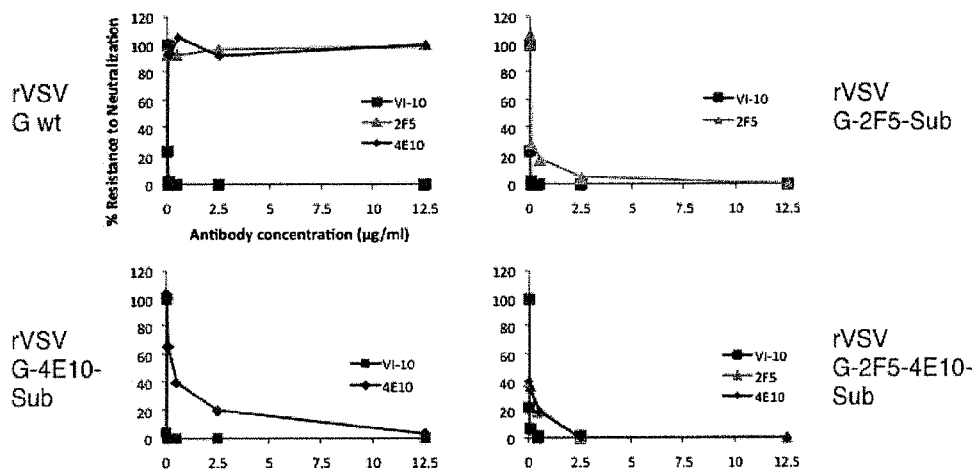 rVSV
G wt
% Resistance to Neutralization
120
100
80
60
40
20
0
VI-10
2F5
4E10
0 2.5 5 7.5 10 12.5
Antibody concentration (µg/ml)
120
100
80
60
40
20
0
VI-10
2F5
0 2.5 5 7.5 10 12.5
rVSV
G-2F5-Sub
rVSV
G-4E10-
Sub
120
100
80
60
40
20
0
VI-10
4E10
0 2.5 5 7.5 10 12.5
120
100
80
60
40
20
0
VI-10
2F5
4E10
0 2.5 5 7.5 10 12.5
rVSV
G-2F5-4E10-
Sub